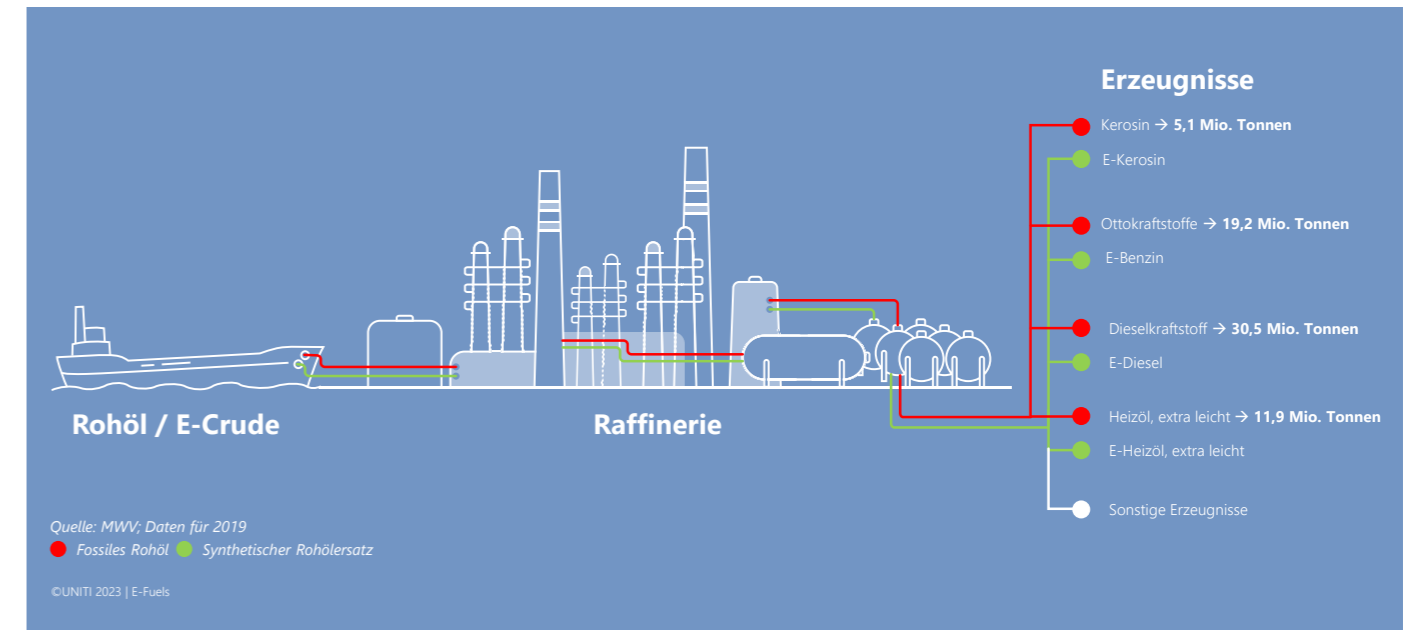 Erzeugnisse
Kerosin → 5,1 Mio. Tonnen
E-Kerosin
Ottokraftstoffe → 19,2 Mio. Tonnen
E-Benzin
Dieselkraftstoff → 30,5 Mio. Tonnen
E-Diesel
Heizöl, extra leicht → 11,9 Mio. Tonnen
E-Heizöl, extra leicht
Sonstige Erzeugnisse
Rohöl / E-Crude
Raffinerie
Quelle: MWV; Daten für 2019
Fossiles Rohöl Synthetischer Rohölersatz
©UNITI 2023 | E-Fuels